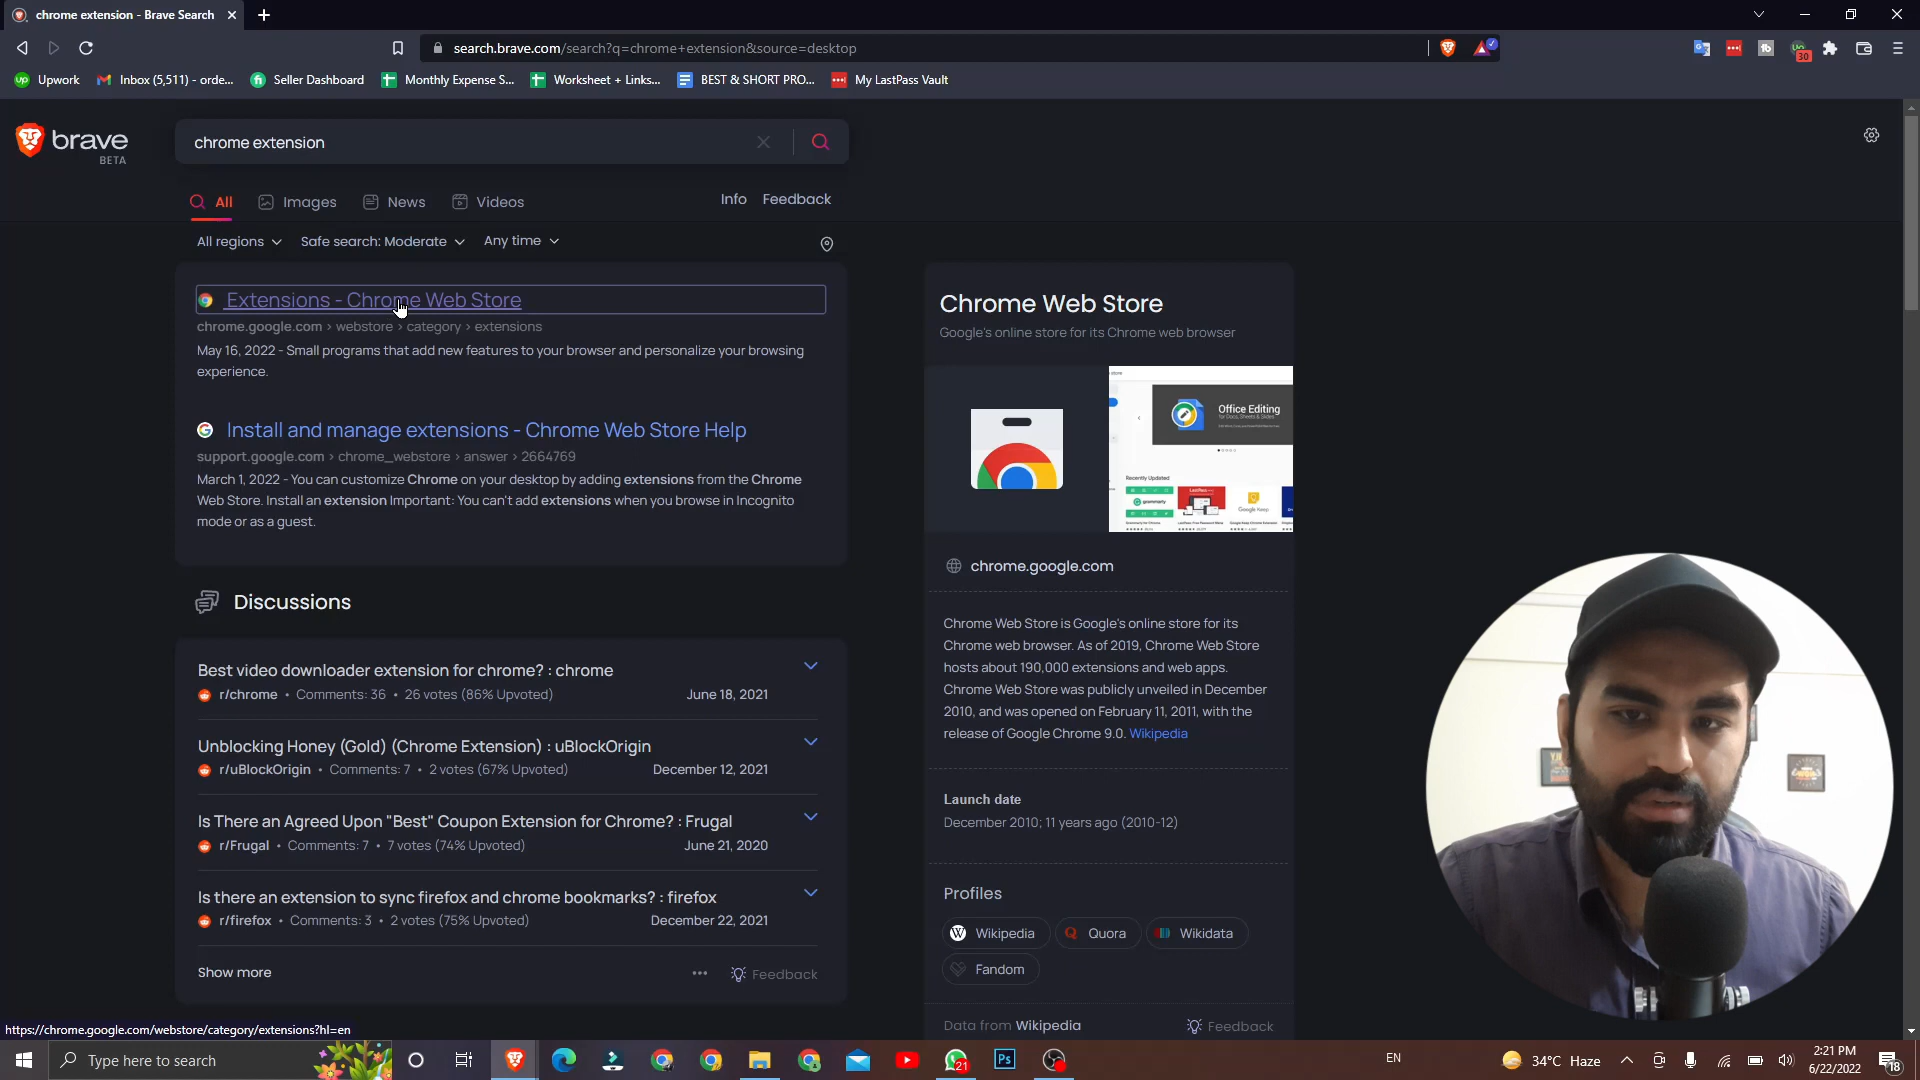 chrome extension - Brave Search
search.brave.com/search?q=chrome+extension&source=desktop
30
Upwork
Inbox (5,511) - orde...
Seller Dashboard
Monthly Expense S...
Worksheet + Links...
BEST & SHORT PRO...
My LastPass Vault
brave
BETA
chrome extension
All
Images
News
Videos
Info
Feedback
All regions
Safe search: Moderate
Any time
Extensions - Chrome Web Store
chrome.google.com › webstore › category › extensions
May 16, 2022 - Small programs that add new features to your browser and personalize your browsing
experience.
Install and manage extensions - Chrome Web Store Help
support.google.com › chrome_webstore › answer › 2664769
March 1, 2022 - You can customize Chrome on your desktop by adding extensions from the Chrome
Web Store. Install an extension Important: You can't add extensions when you browse in Incognito
mode or as a guest.
Discussions
Best video downloader extension for chrome? : chrome
r/chrome • Comments: 36 • 26 votes (86% Upvoted)
June 18, 2021
Unblocking Honey (Gold) (Chrome Extension) : uBlockOrigin
r/uBlockOrigin • Comments: 7 • 2 votes (67% Upvoted)
December 12, 2021
Is There an Agreed Upon "Best" Coupon Extension for Chrome? : Frugal
r/Frugal • Comments: 7 • 7 votes (74% Upvoted)
June 21, 2020
Is there an extension to sync firefox and chrome bookmarks? : firefox
r/firefox • Comments: 3 • 2 votes (75% Upvoted)
December 22, 2021
Show more
Feedback
Chrome Web Store
Google's online store for its Chrome web browser
Office Editing
Recently Updated
chrome.google.com
Chrome Web Store is Google's online store for its
Chrome web browser. As of 2019, Chrome Web Store
hosts about 190,000 extensions and web apps.
Chrome Web Store was publicly unveiled in December
2010, and was opened on February 11, 2011, with the
release of Google Chrome 9.0. Wikipedia
Launch date
December 2010; 11 years ago (2010-12)
Profiles
Wikipedia
Quora
Wikidata
Fandom
Data from Wikipedia
Feedback
https://chrome.google.com/webstore/category/extensions?hl=en
Type here to search
21
Ps
EN
34°C Haze
2:21 PM
6/22/2022
18